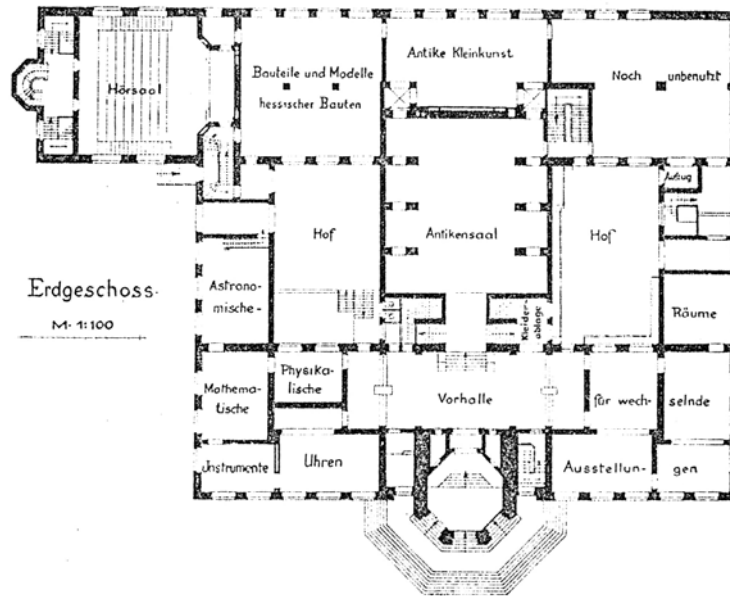 Hörsaal
Bauteile und Modelle
hessischer Bauten
Antike Kleinkunst
Noch unbenutzt
Aufzug
Hof
Antikensaal
Hof
Erdgeschoss.
M. 1:100
Astrono-
mische-
Kleider-
ablage
Räume
Mathema-
tische
Physika-
lische
Vorhalle
für wech-
selnde
Jnstrumente
Uhren
Ausstellun-
gen